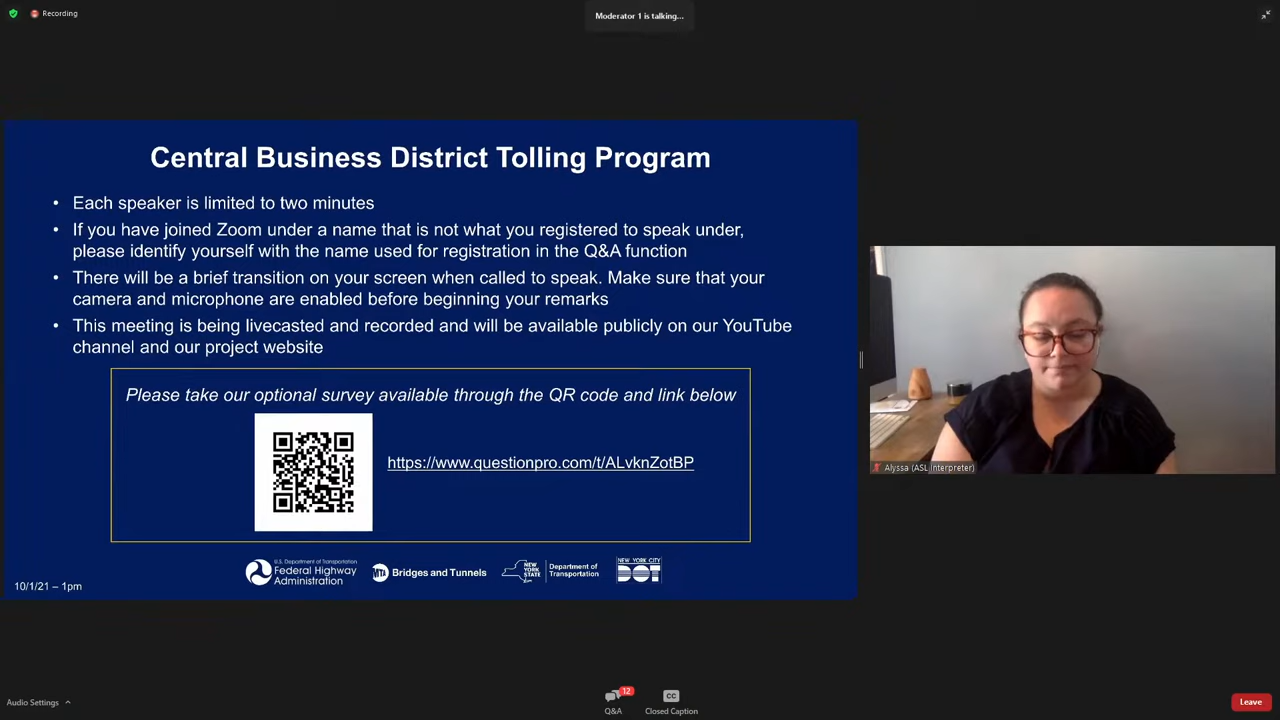 Recording
Moderator 1 is talking...
Central Business District Tolling Program
• Each speaker is limited to two minutes
• If you have joined Zoom under a name that is not what you registered to speak under,
please identify yourself with the name used for registration in the Q&A function
• There will be a brief transition on your screen when called to speak. Make sure that your
camera and microphone are enabled before beginning your remarks
• This meeting is being livecasted and recorded and will be available publicly on our YouTube
channel and our project website
Please take our optional survey available through the QR code and link below
https://www.questionpro.com/t/ALvknZotBP
U.S. Department of Transportation
Federal Highway
Administration
MTA Bridges and Tunnels
NEW
YORK
STATE
Department of
Transportation
NEW YORK CITY
DOT
10/1/21 – 1pm
Alyssa (ASL Interpreter)
Audio Settings
12
Q&A
CC
Closed Caption
Leave